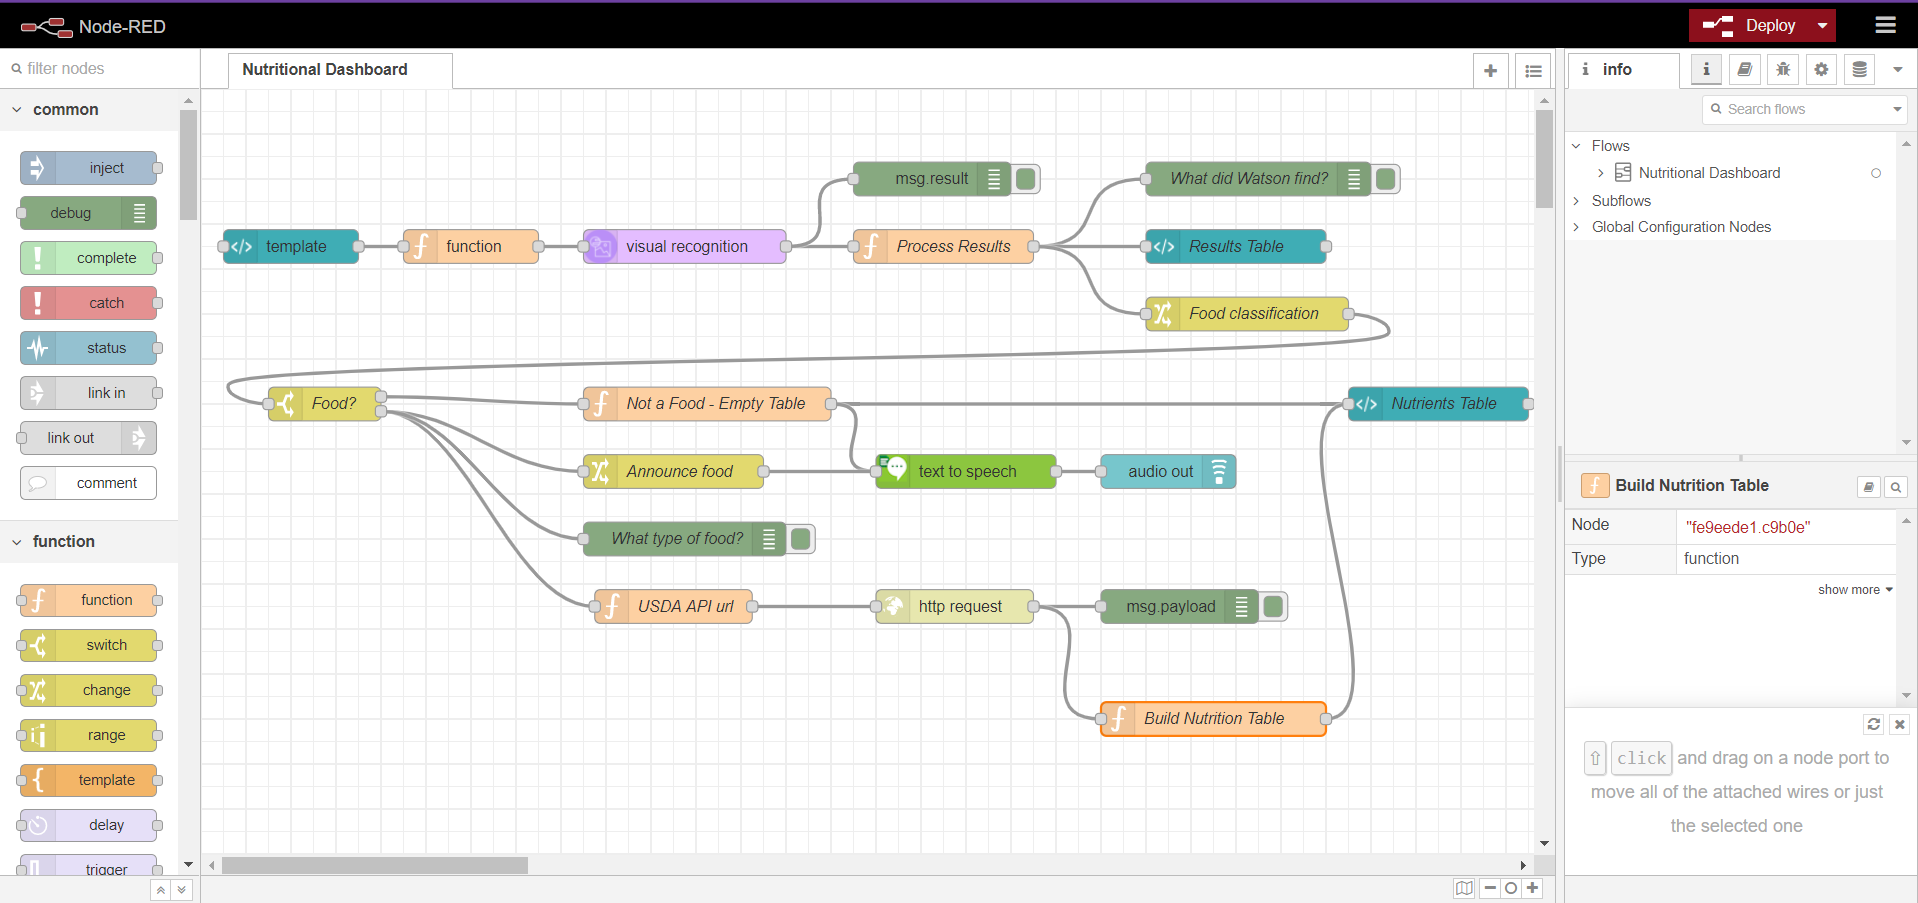 Node-RED
Deploy
filter nodes
common
inject
debug
complete
catch
status
link in
link out
comment
function
function
switch
change
range
template
delay
trigger
Nutritional Dashboard
msg.result
What did Watson find?
template
function
visual recognition
Process Results
Results Table
Food classification
Food?
Not a Food - Empty Table
Nutrients Table
Announce food
text to speech
audio out
What type of food?
USDA API url
http request
msg.payload
Build Nutrition Table
i info
i
Search flows
Flows
Nutritional Dashboard
Subflows
Global Configuration Nodes
Build Nutrition Table
Node "fe9eede1.c9b0e"
Type function
show more
⇧ click and drag on a node port to
move all of the attached wires or just
the selected one